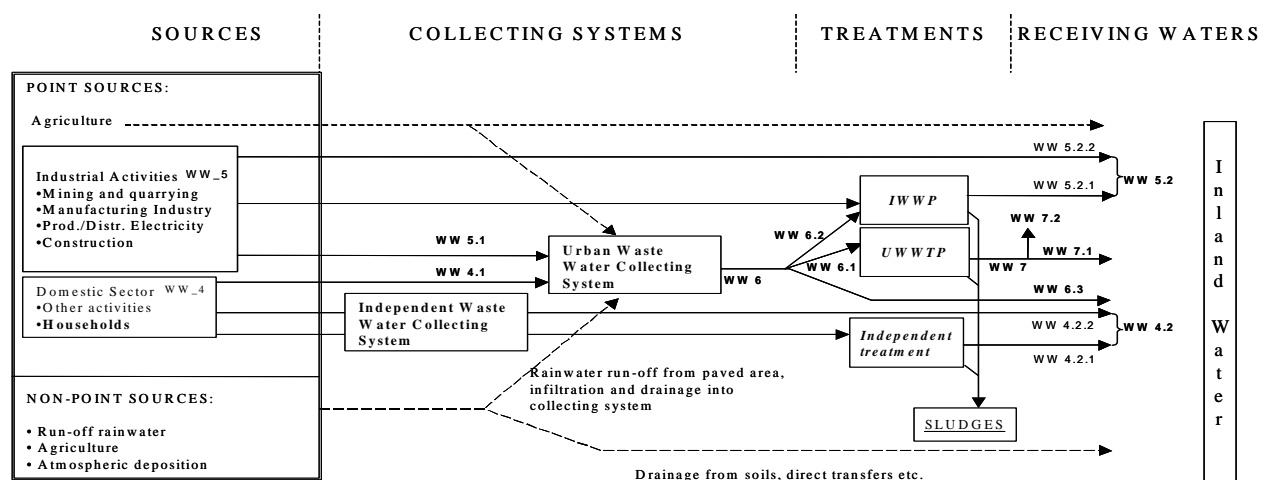 SOURCES
COLLECTING SYSTEMS
TREATMENTS
RECEIVING WATERS
POINT SOURCES:
Agriculture
Industrial Activities WW_5
•Mining and quarrying
•Manufacturing Industry
•Prod./Distr. Electricity
•Construction
Domestic Sector WW_4
•Other activities
•Households
NON-POINT SOURCES:
• Run-off rainwater
• Agriculture
• Atmospheric deposition
WW 5.1
WW 4.1
Independent Waste
Water Collecting
System
Urban Waste
Water Collecting
System
WW 6
Rainwater run-off from paved area,
infiltration and drainage into
collecting system
Drainage from soils, direct transfers etc.
WW 6.2
WW 6.1
IWWP
UWWTP
Independent
treatment
SLUDGES
WW 5.2.2
WW 5.2.1
WW 5.2
WW 7.2
WW 7.1
WW 7
WW 6.3
WW 4.2.2
WW 4.2
WW 4.2.1
Inland Water